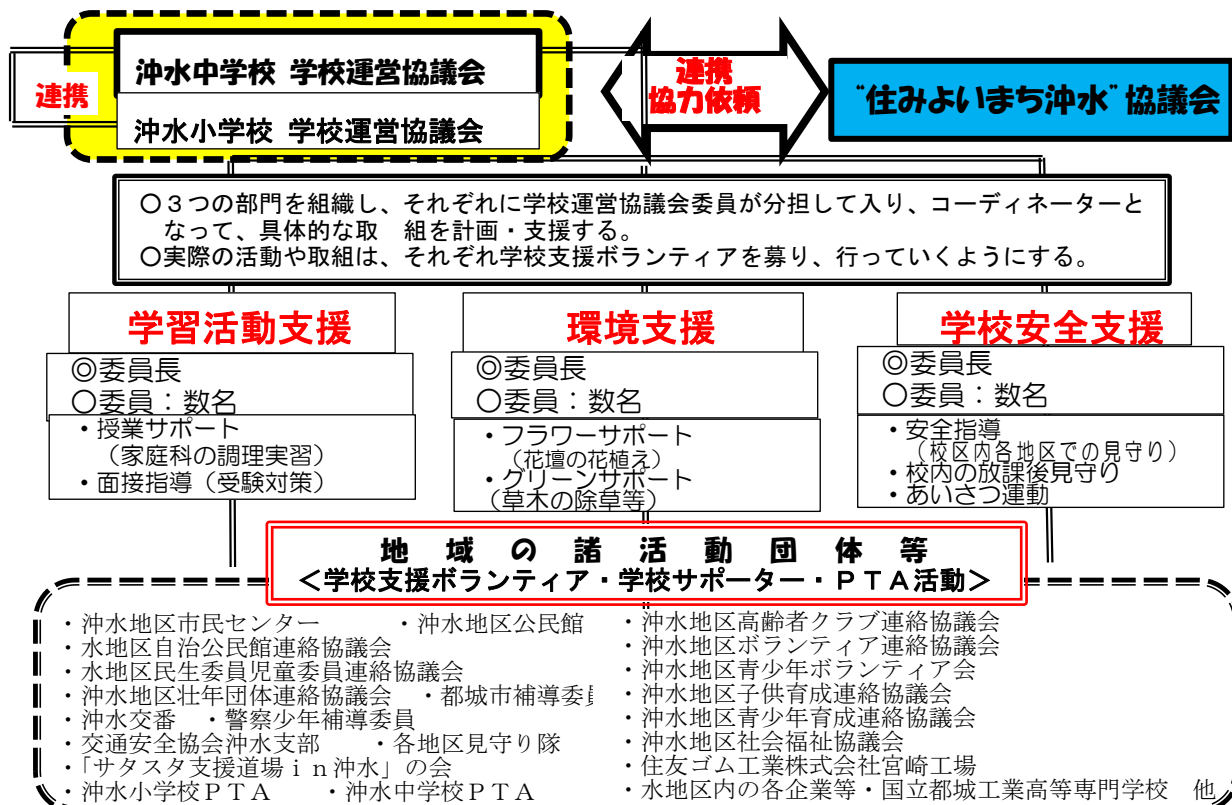 沖水中学校 学校運営協議会
連携
沖水小学校 学校運営協議会
連携
協力依頼
"住みよいまち沖水"協議会
○３つの部門を組織し、それぞれに学校運営協議会委員が分担して入り、コーディネーターと
なって、具体的な取　組を計画・支援する。
○実際の活動や取組は、それぞれ学校支援ボランティアを募り、行っていくようにする。
学習活動支援
◎委員長
○委員：数名
・授業サポート
（家庭科の調理実習）
・面接指導（受験対策）
環境支援
◎委員長
○委員：数名
・フラワーサポート
（花壇の花植え）
・グリーンサポート
（草木の除草等）
学校安全支援
◎委員長
○委員：数名
・安全指導
（校区内各地区での見守り）
・校内の放課後見守り
・あいさつ運動
地域の諸活動団体等
＜学校支援ボランティア・学校サポーター・ＰＴＡ活動＞
・沖水地区市民センター　　・沖水地区公民館
・水地区自治公民館連絡協議会
・水地区民生委員児童委員連絡協議会
・沖水地区壮年団体連絡協議会　・都城市補導委員
・沖水交番　・警察少年補導委員
・交通安全協会沖水支部　　・各地区見守り隊
・「サタスタ支援道場ｉｎ沖水」の会
・沖水小学校ＰＴＡ　　・沖水中学校ＰＴＡ
・沖水地区高齢者クラブ連絡協議会
・沖水地区ボランティア連絡協議会
・沖水地区青少年ボランティア会
・沖水地区子供育成連絡協議会
・沖水地区青少年育成連絡協議会
・沖水地区社会福祉協議会
・住友ゴム工業株式会社宮崎工場
・水地区内の各企業等・国立都城工業高等専門学校　他